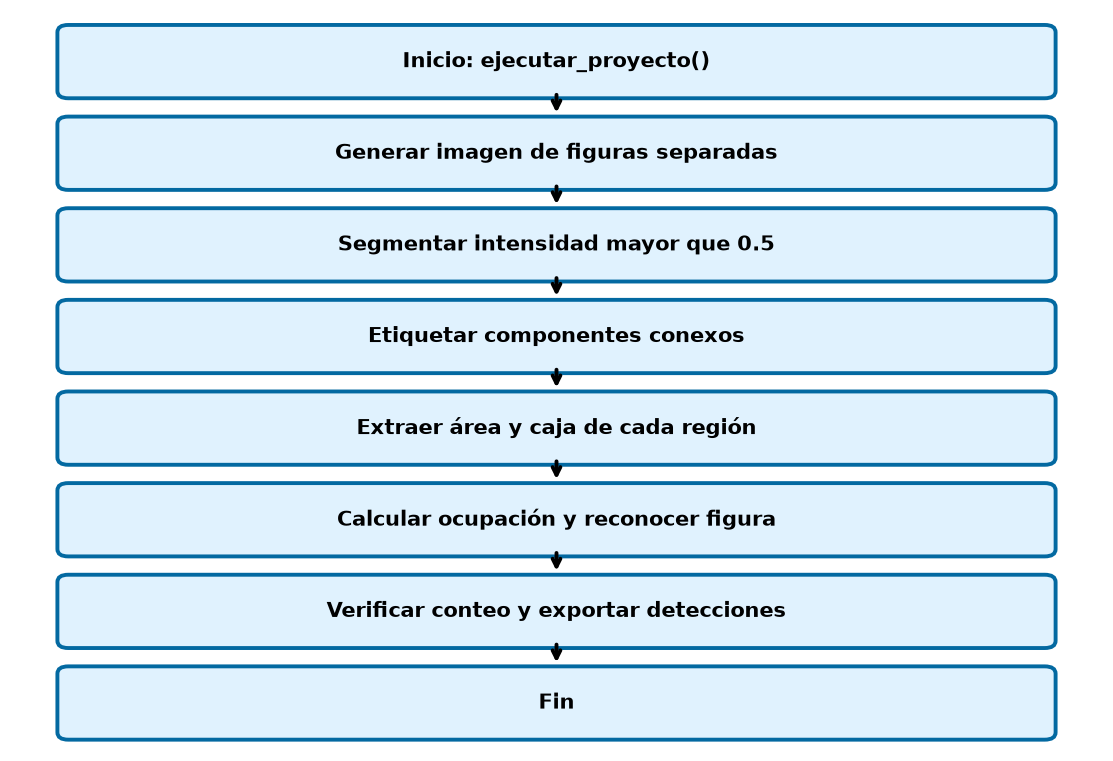 Inicio: ejecutar_proyecto()
Generar imagen de figuras separadas
Segmentar intensidad mayor que 0.5
Etiquetar componentes conexos
Extraer área y caja de cada región
Calcular ocupación y reconocer figura
Verificar conteo y exportar detecciones
Fin